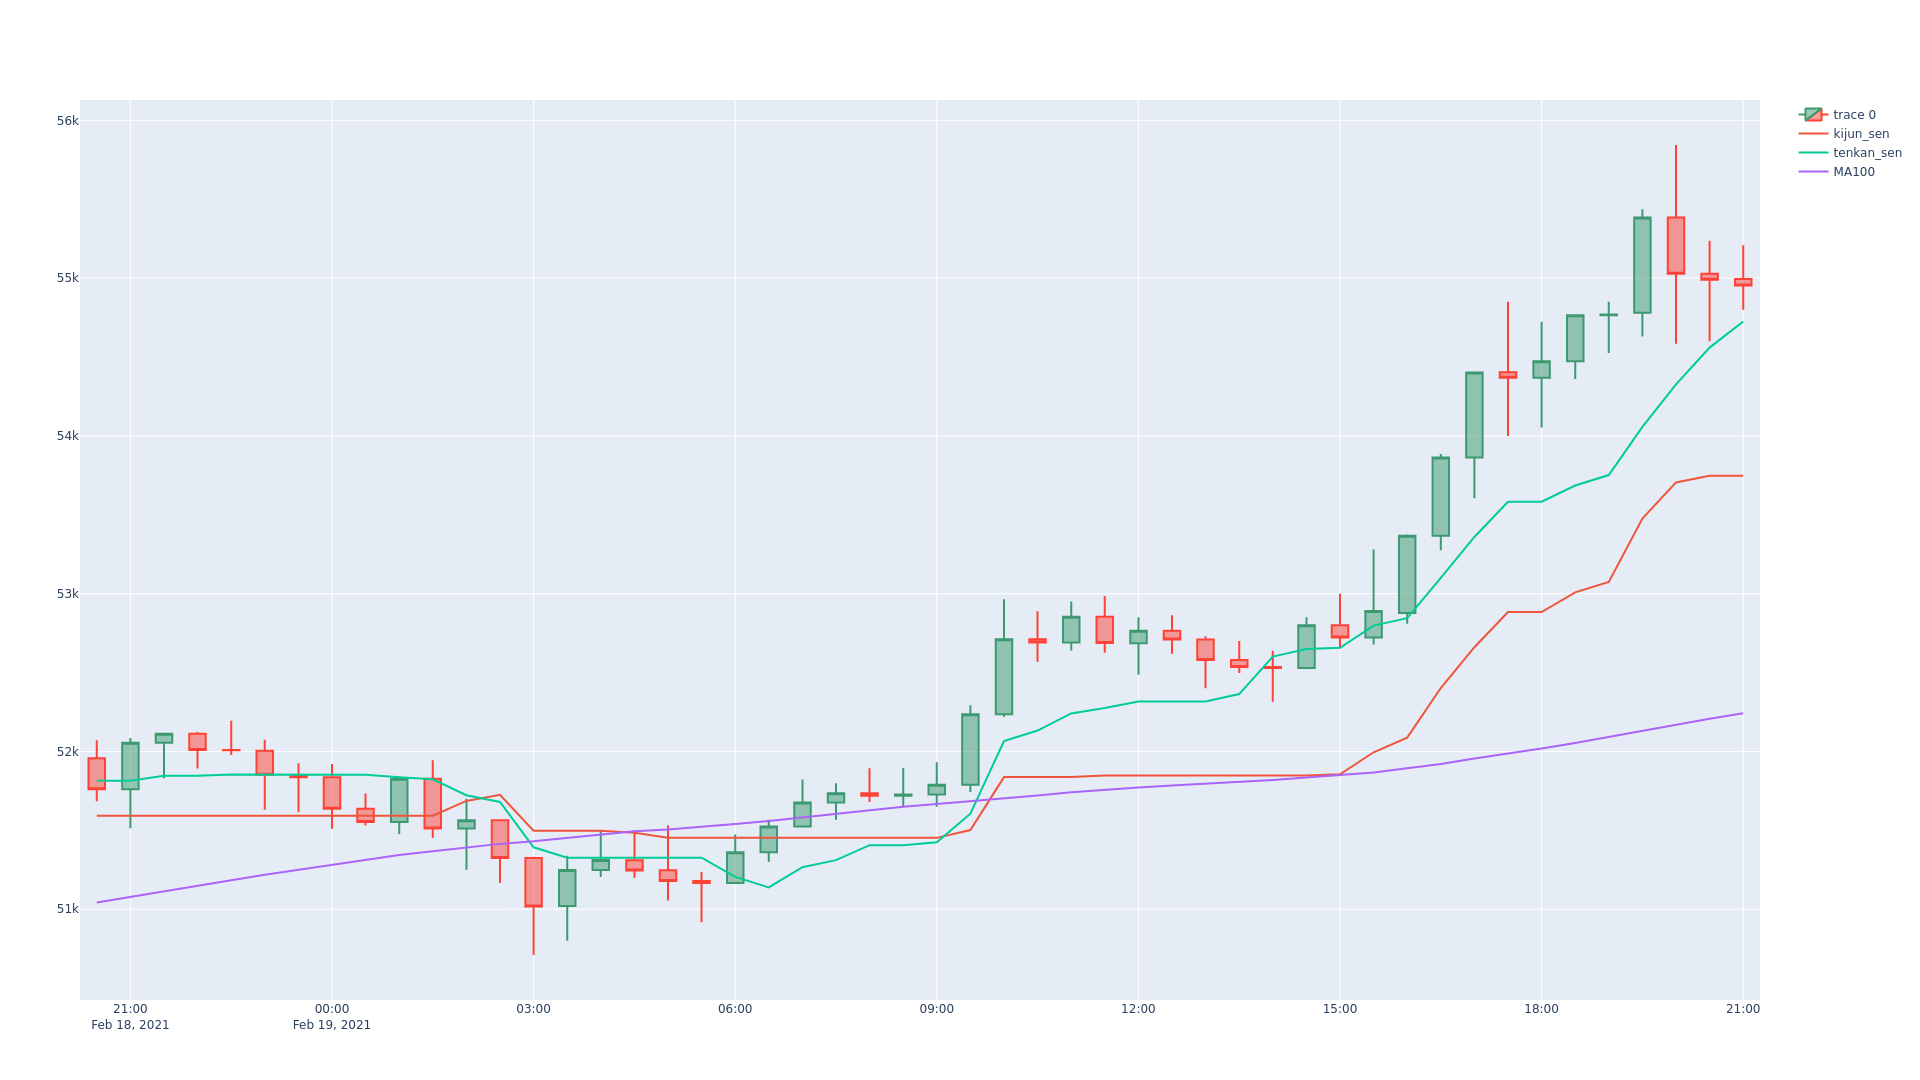 56k
55k
54k
53k
52k
51k
21:00
Feb 18, 2021
00:00
Feb 19, 2021
03:00
06:00
09:00
12:00
15:00
18:00
21:00
trace 0
kijun_sen
tenkan_sen
MA100